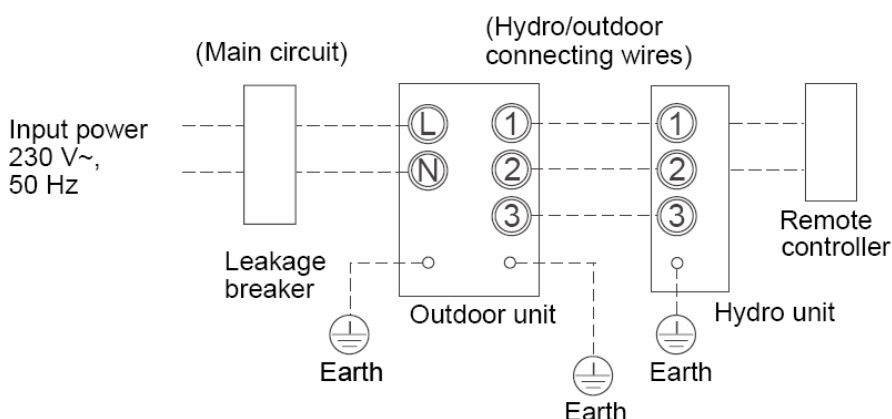 (Main circuit)
(Hydro/outdoor
connecting wires)
Input power
230 V~,
50 Hz
L
N
1
2
3
1
2
3
Leakage
breaker
Outdoor unit
Hydro unit
Remote
controller
Earth
Earth
Earth